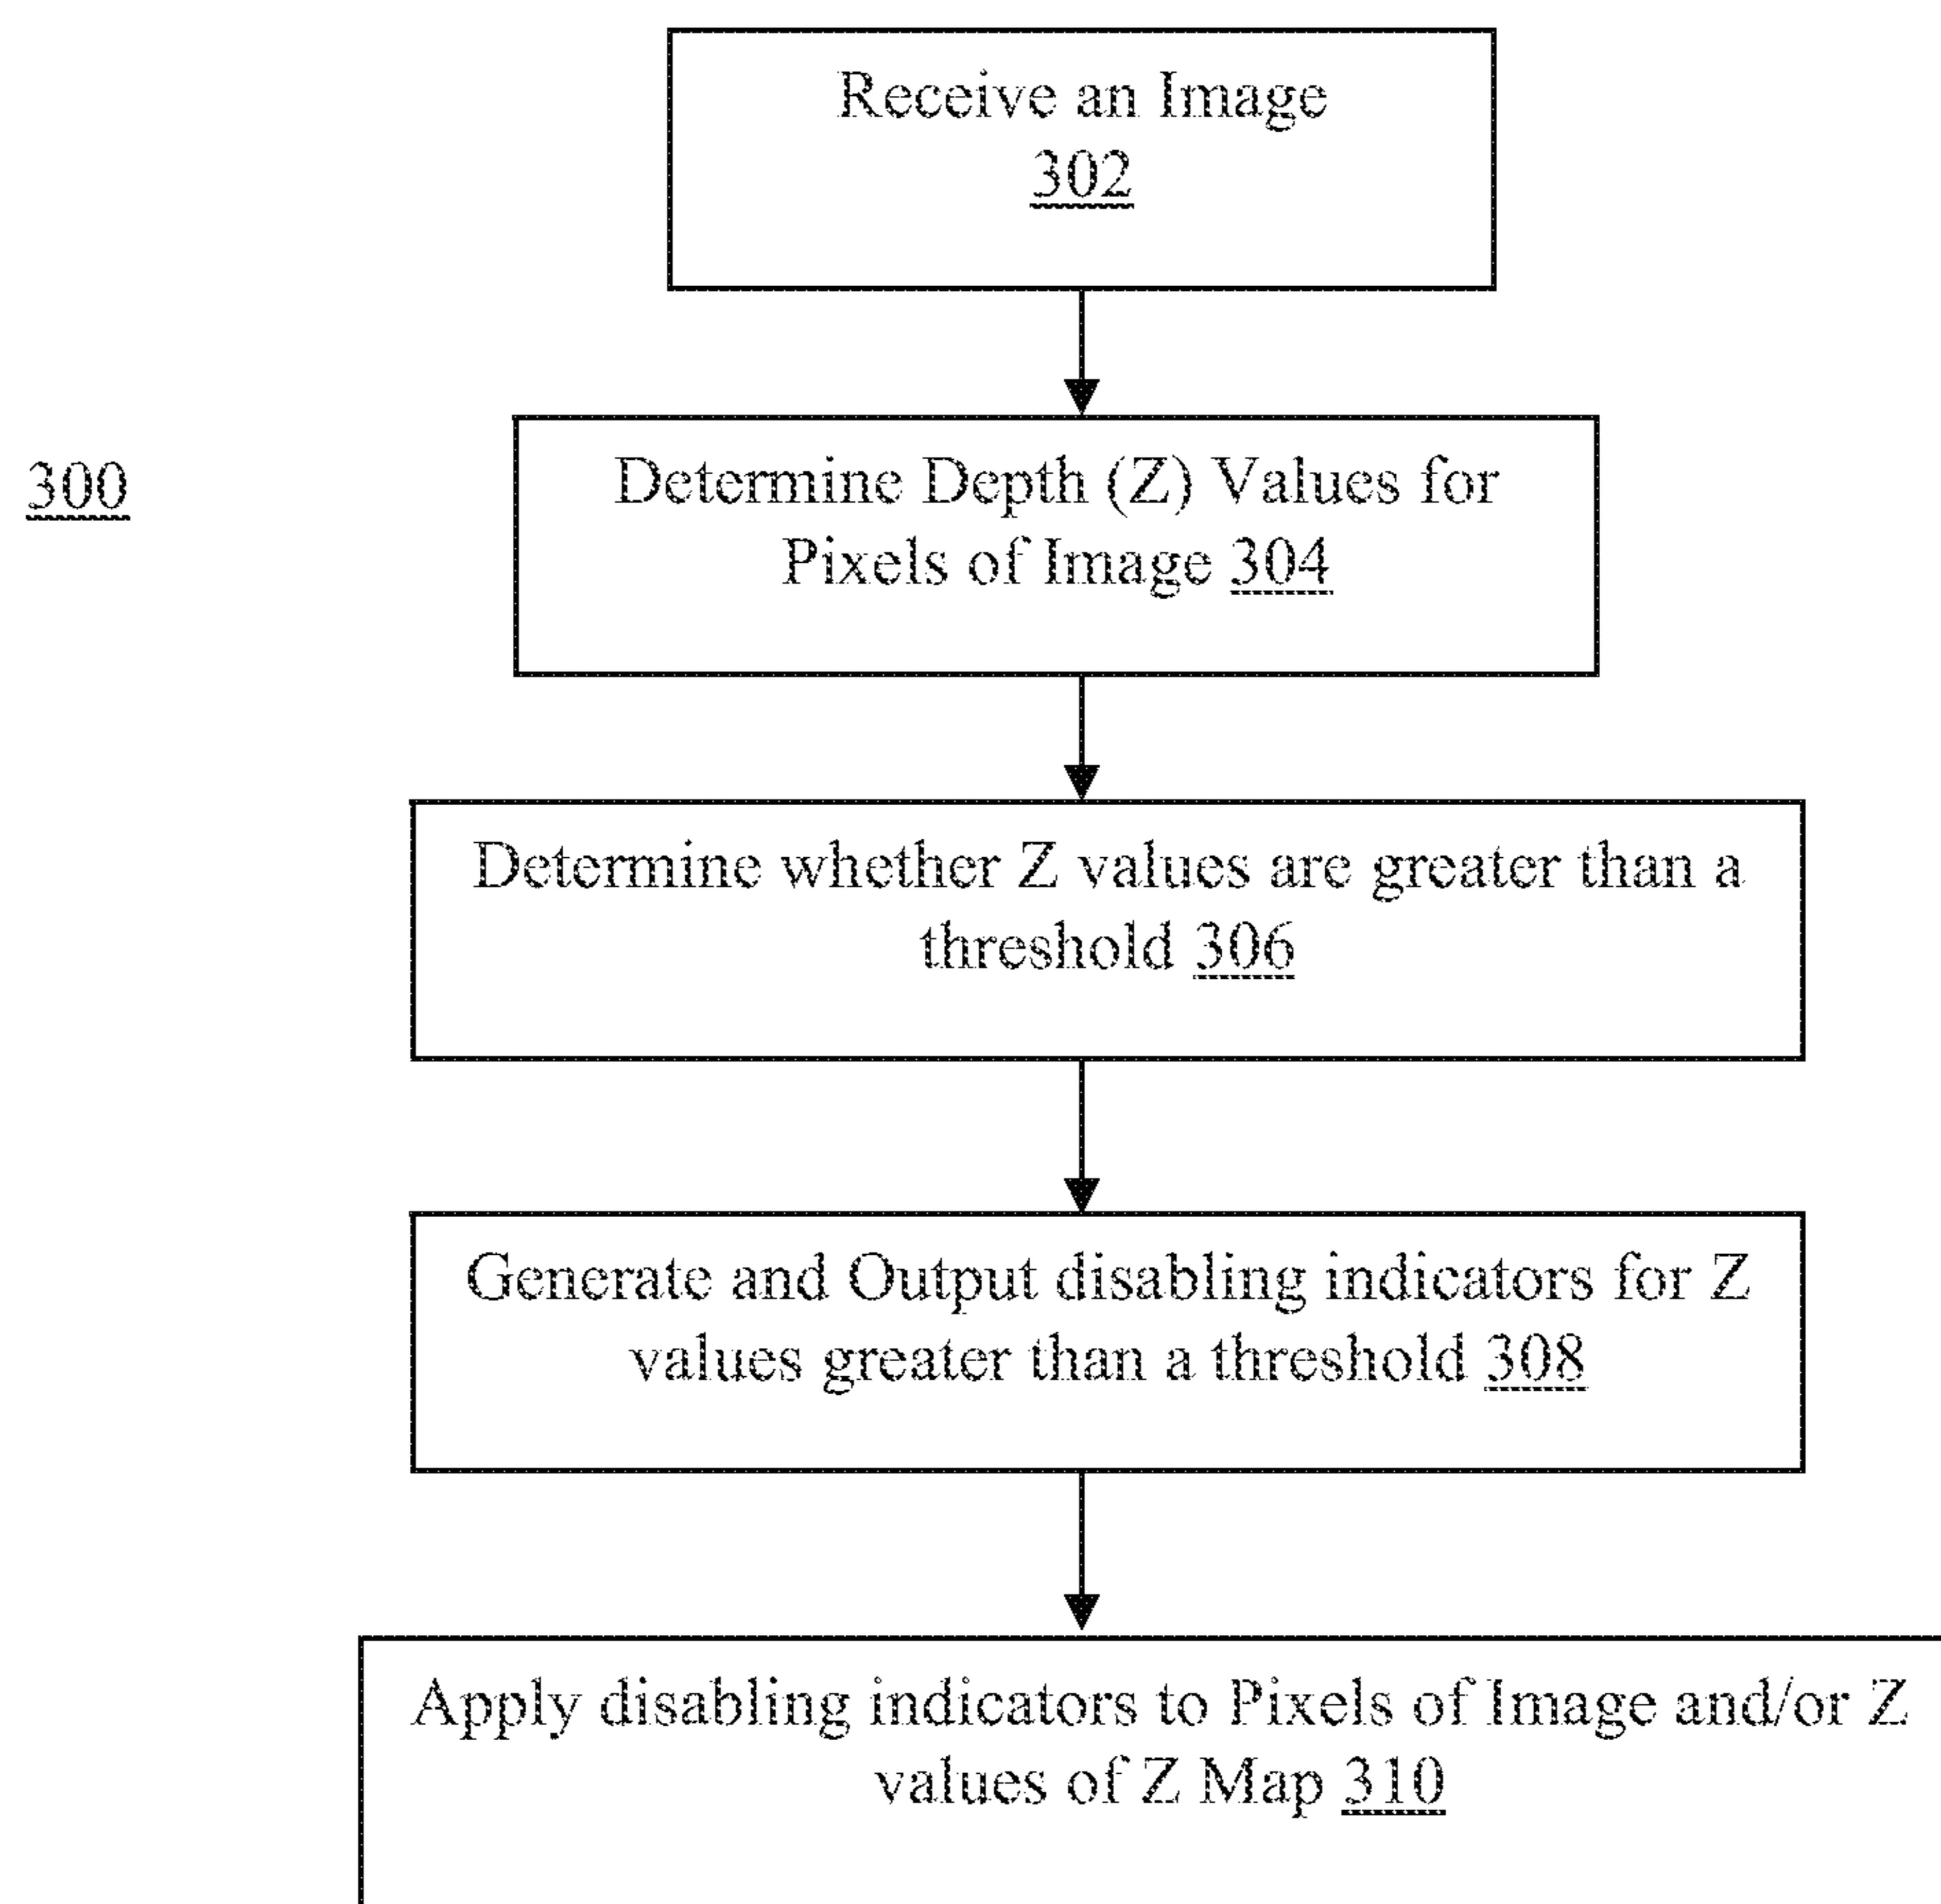 Receive an Image
302
300
Determine Depth (Z) Values for
Pixels of Image 304
Determine whether Z values are greater than a
threshold 306
Generate and Output disabling indicators for Z
values greater than a threshold 308
Apply disabling indicators to Pixels of Image and/or Z
values of Z Map 310